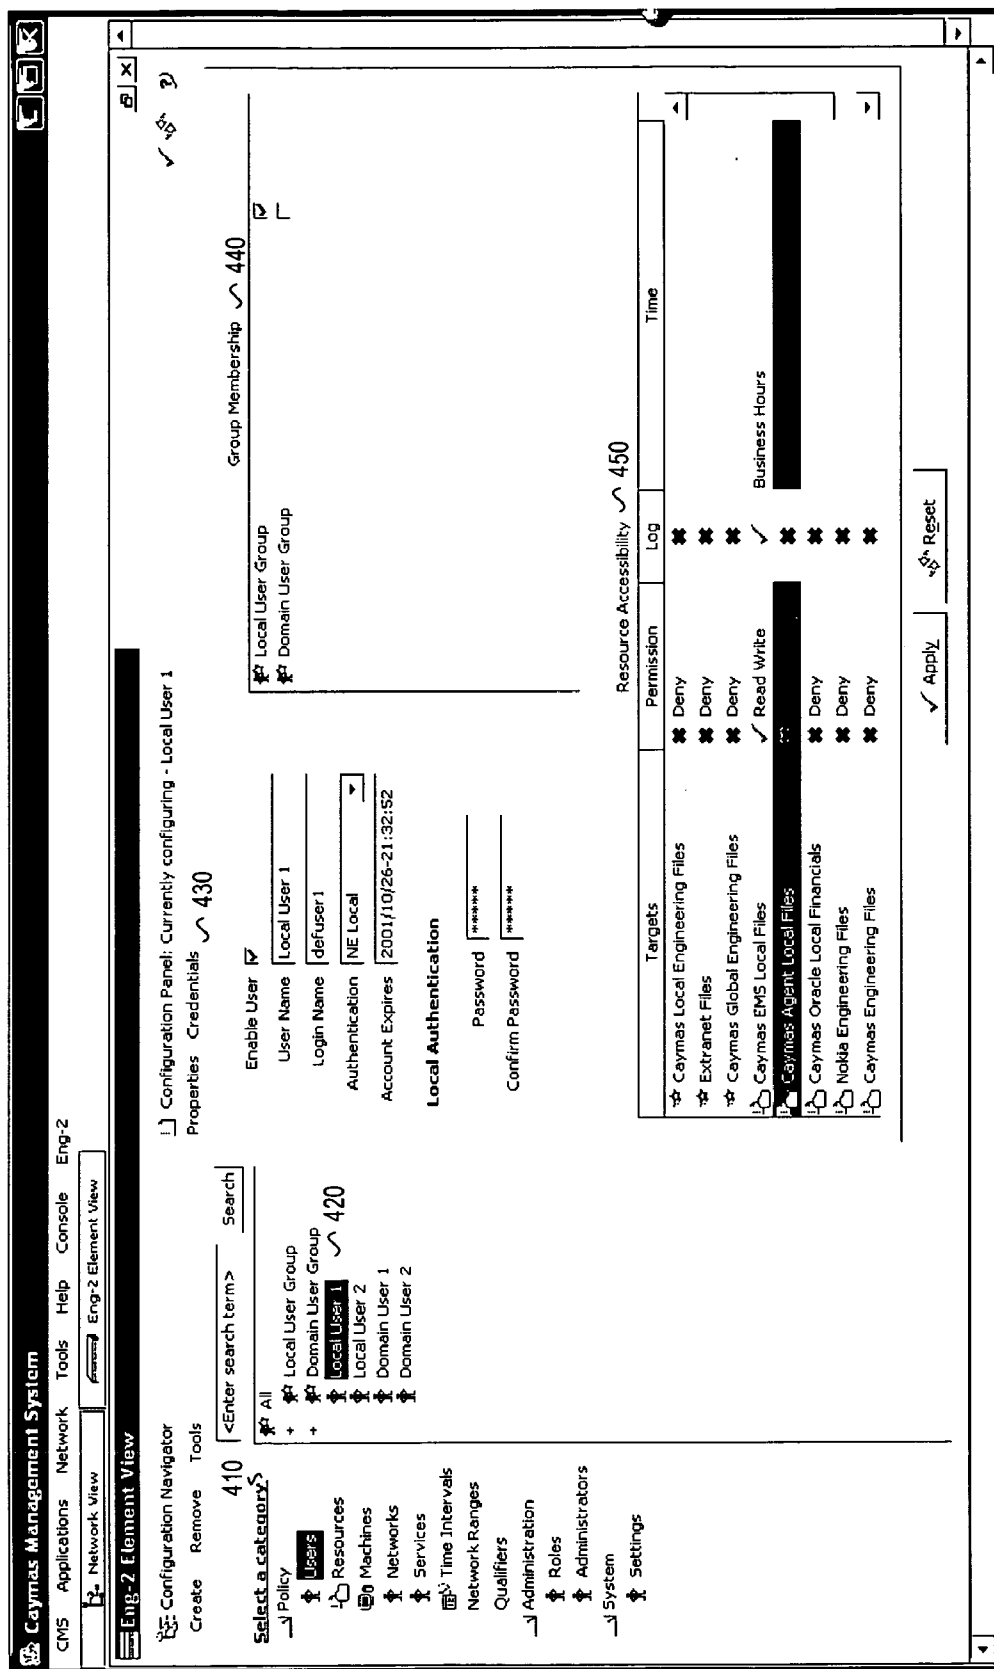 Caymas Management System
CMS Applications Network Tools Help Console Eng-2
Network View Eng-2 Element View
Eng-2 Element View
Configuration Navigator
Create Remove Tools
410 <Enter search term> Search
Select a category
Policy
Users
Resources
Machines
Networks
Services
Time Intervals
Network Ranges
Qualifiers
Administration
Roles
Administrators
System
Settings
All
+ Local User Group
+ Domain User Group
Local User 1 420
Local User 2
Domain User 1
Domain User 2
Configuration Panel: Currently configuring - Local User 1
Properties Credentials 430
Enable User
User Name Local User 1
Login Name defuser1
Authentication NE Local
Account Expires 2001/10/26-21:32:52
Local Authentication
Password *****
Confirm Password *****
Group Membership 440
Local User Group
Domain User Group
Resource Accessibility 450
Targets Permission Log Time
Caymas Local Engineering Files Deny
Extranet Files Deny
Caymas Global Engineering Files Deny
Caymas EMS Local Files Read Write Business Hours
Caymas Agent Local Files
Caymas Oracle Local Financials Deny
Nokia Engineering Files Deny
Caymas Engineering Files Deny
Apply Reset